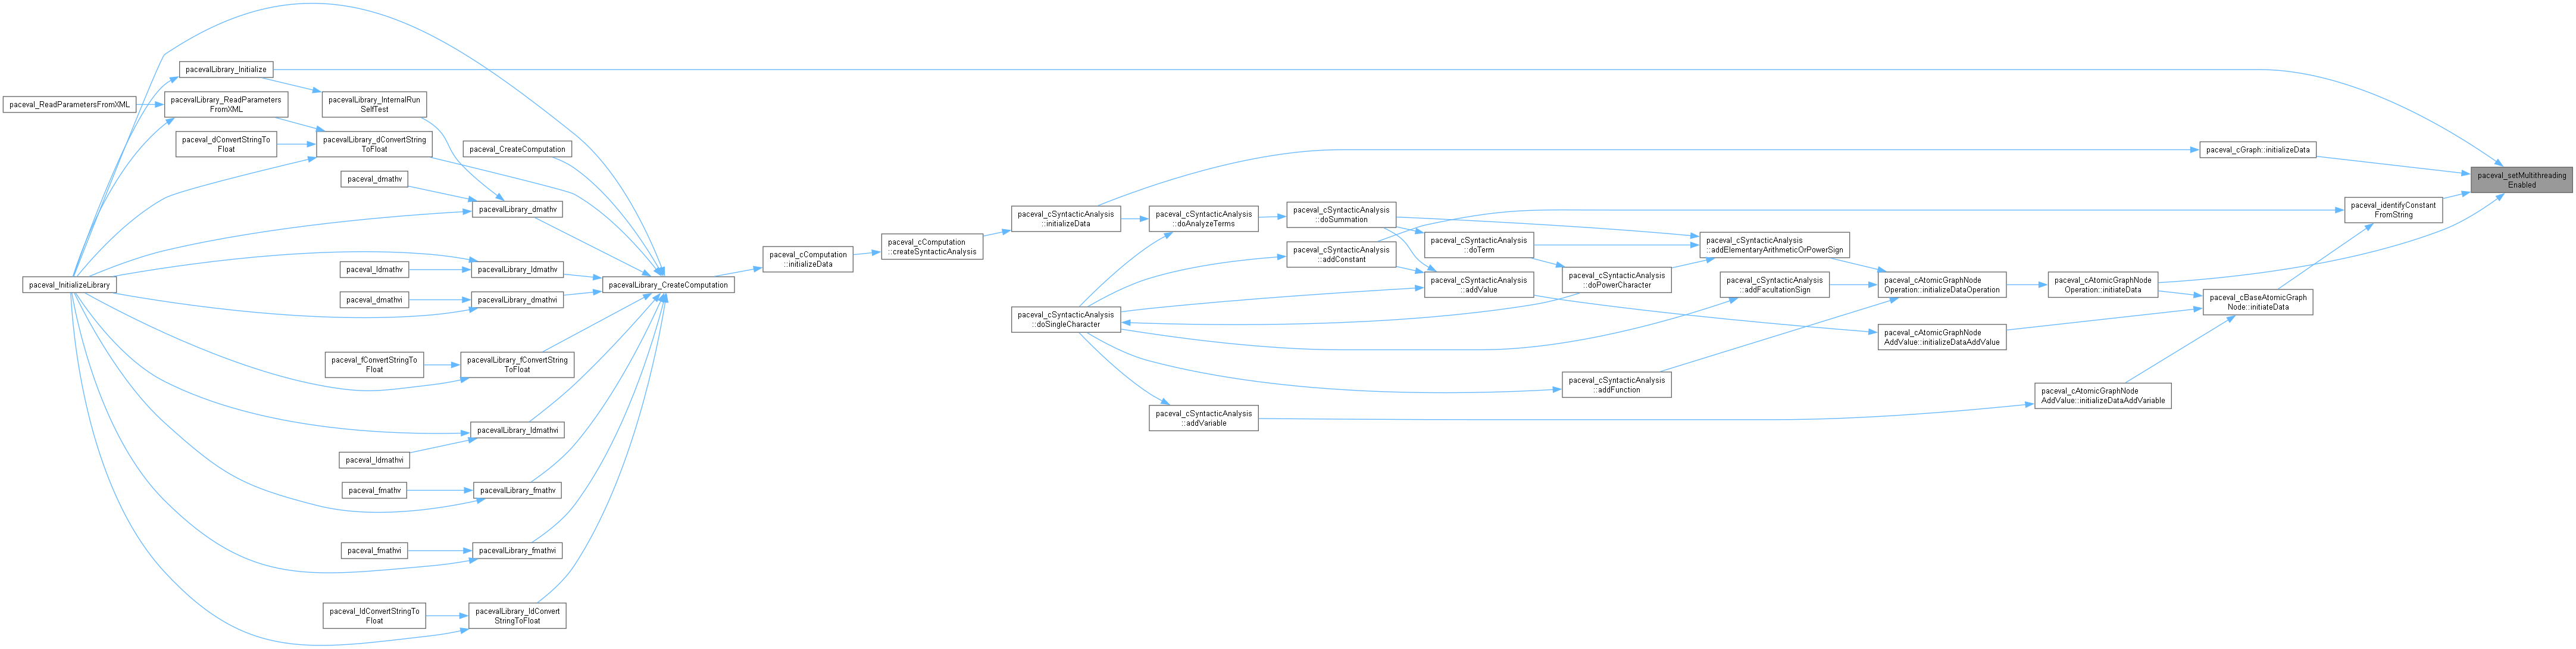 pacevalLibrary_Initialize
paceval_ReadParametersFromXML
pacevalLibrary_ReadParameters
FromXML
pacevalLibrary_InternalRun
SelfTest
paceval_dConvertStringTo
Float
pacevalLibrary_dConvertString
ToFloat
paceval_CreateComputation
paceval_dmathv
pacevalLibrary_dmathv
paceval_InitializeLibrary
paceval_ldmathv
pacevalLibrary_ldmathv
paceval_dmathvi
pacevalLibrary_dmathvi
pacevalLibrary_CreateComputation
paceval_fConvertStringTo
Float
pacevalLibrary_fConvertString
ToFloat
pacevalLibrary_ldmathvi
paceval_ldmathvi
paceval_fmathv
pacevalLibrary_fmathv
paceval_fmathvi
pacevalLibrary_fmathvi
paceval_ldConvertStringTo
Float
pacevalLibrary_ldConvert
StringToFloat
paceval_cComputation
::initializeData
paceval_cComputation
::createSyntacticAnalysis
paceval_cSyntacticAnalysis
::initializeData
paceval_cSyntacticAnalysis
::doSingleCharacter
paceval_cSyntacticAnalysis
::doAnalyzeTerms
paceval_cSyntacticAnalysis
::addVariable
paceval_cSyntacticAnalysis
::doSummation
paceval_cSyntacticAnalysis
::addConstant
paceval_cSyntacticAnalysis
::doTerm
paceval_cSyntacticAnalysis
::addValue
paceval_cSyntacticAnalysis
::doPowerCharacter
paceval_cSyntacticAnalysis
::addFunction
paceval_cSyntacticAnalysis
::addElementaryArithmeticOrPowerSign
paceval_cSyntacticAnalysis
::addFacultationSign
paceval_cAtomicGraphNode
Operation::initializeDataOperation
paceval_cAtomicGraphNode
AddValue::initializeDataAddValue
paceval_cAtomicGraphNode
Operation::initiateData
paceval_cAtomicGraphNode
AddValue::initializeDataAddVariable
paceval_cGraph::initializeData
paceval_cBaseAtomicGraph
Node::initiateData
paceval_identifyConstant
FromString
paceval_setMultithreading
Enabled